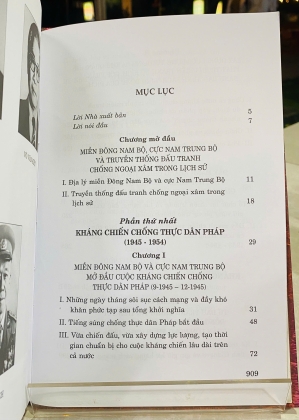 MỤC LỤC
Lời Nhà xuất bản 5
Lời nói đầu 7
Chương mở đầu
MIỀN ĐÔNG NAM BỘ, CỰC NAM TRUNG BỘ
VÀ TRUYỀN THỐNG ĐẤU TRANH
CHỐNG NGOẠI XÂM TRONG LỊCH SỬ
I. Địa lý miền Đông Nam Bộ và cực Nam Trung Bộ 11
II. Truyền thống đấu tranh chống ngoại xâm trong
lịch sử 18
Phần thứ nhất
KHÁNG CHIẾN CHỐNG THỰC DÂN PHÁP
(1945 - 1954) 29
Chương I
MIỀN ĐÔNG NAM BỘ VÀ CỰC NAM TRUNG BỘ
MỞ ĐẦU CUỘC KHÁNG CHIẾN CHỐNG
THỰC DÂN PHÁP (9-1945 – 12-1945)
I. Những ngày tháng sôi sục cách mạng và đầy khó
khăn phức tạp sau tổng khởi nghĩa 31
II. Tiếng súng chống thực dân Pháp bắt đầu 48
III. Vừa chiến đấu, vừa xây dựng lực lượng, tạo thời
gian chuẩn bị cho cuộc kháng chiến lâu dài trên
cả nước 72
909